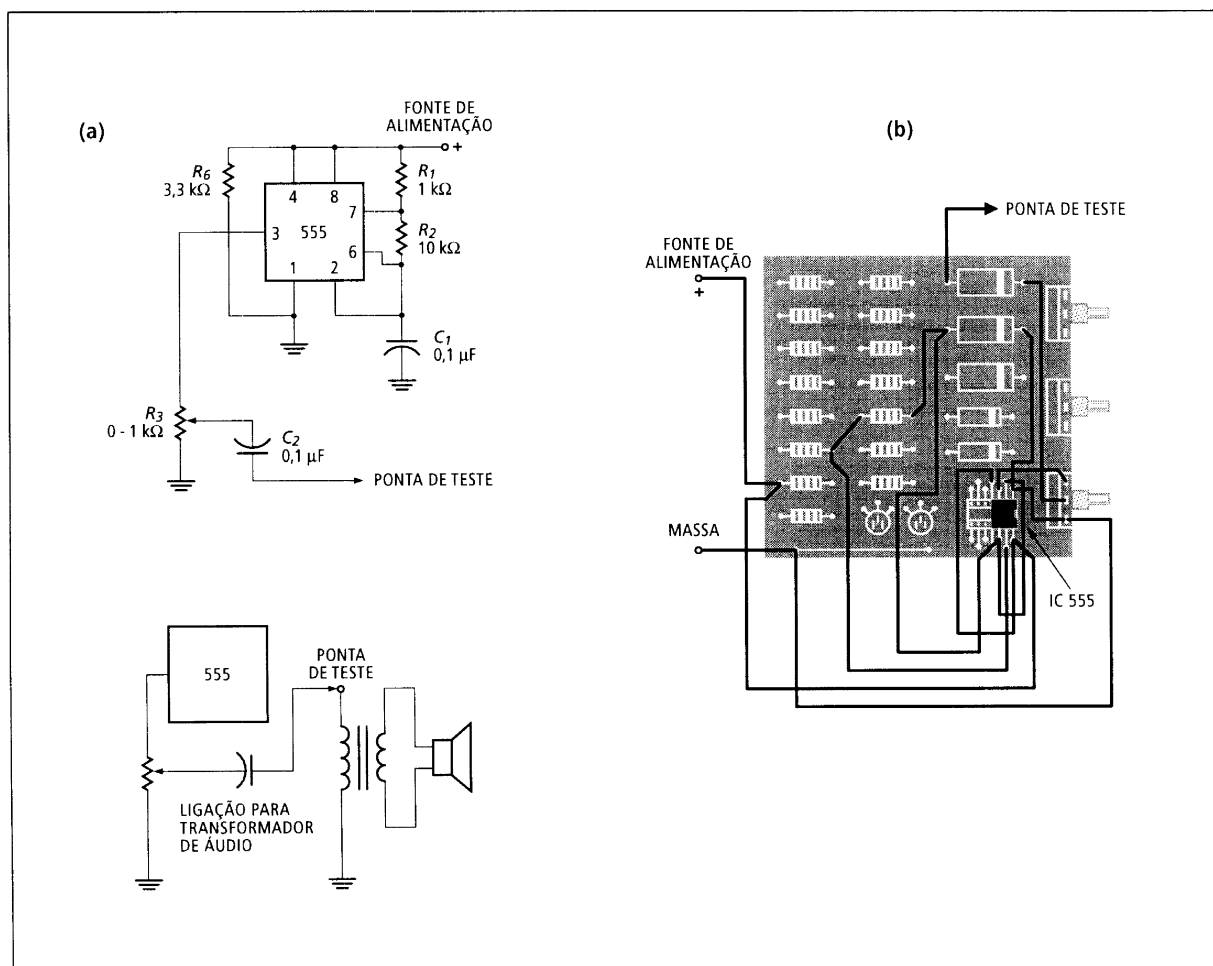 (a)
FONTE DE
ALIMENTAÇÃO
+
R6
3,3 kΩ
4
8
R1
1 kΩ
7
3
555
R2
10 kΩ
6
1
2
C1
0,1 µF
R3
0 - 1 kΩ
C2
0,1 µF
PONTA DE TESTE
555
PONTA
DE TESTE
LIGAÇÃO PARA
TRANSFORMADOR
DE ÁUDIO
(b)
PONTA DE TESTE
FONTE DE
ALIMENTAÇÃO
+
MASSA
IC 555